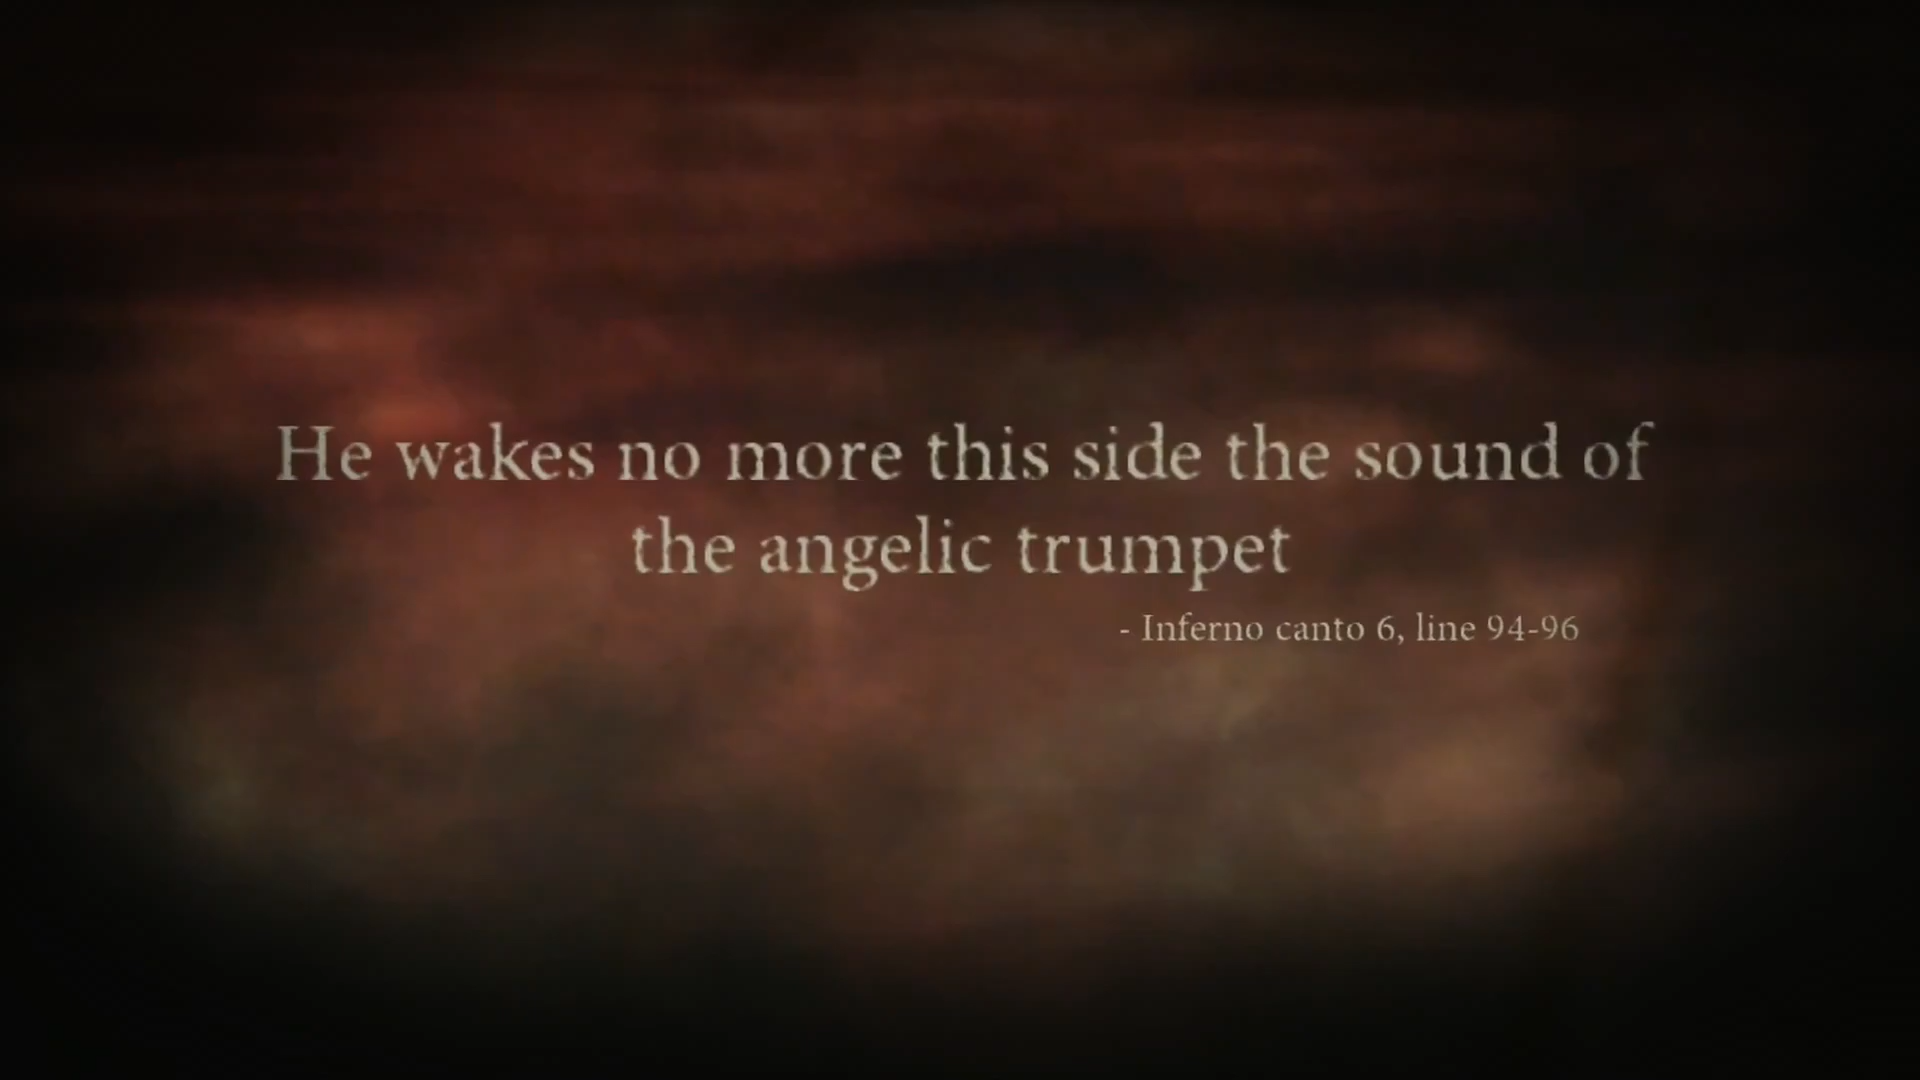 He wakes no more this side the sound of
the angelic trumpet
- Inferno canto 6, line 94-96